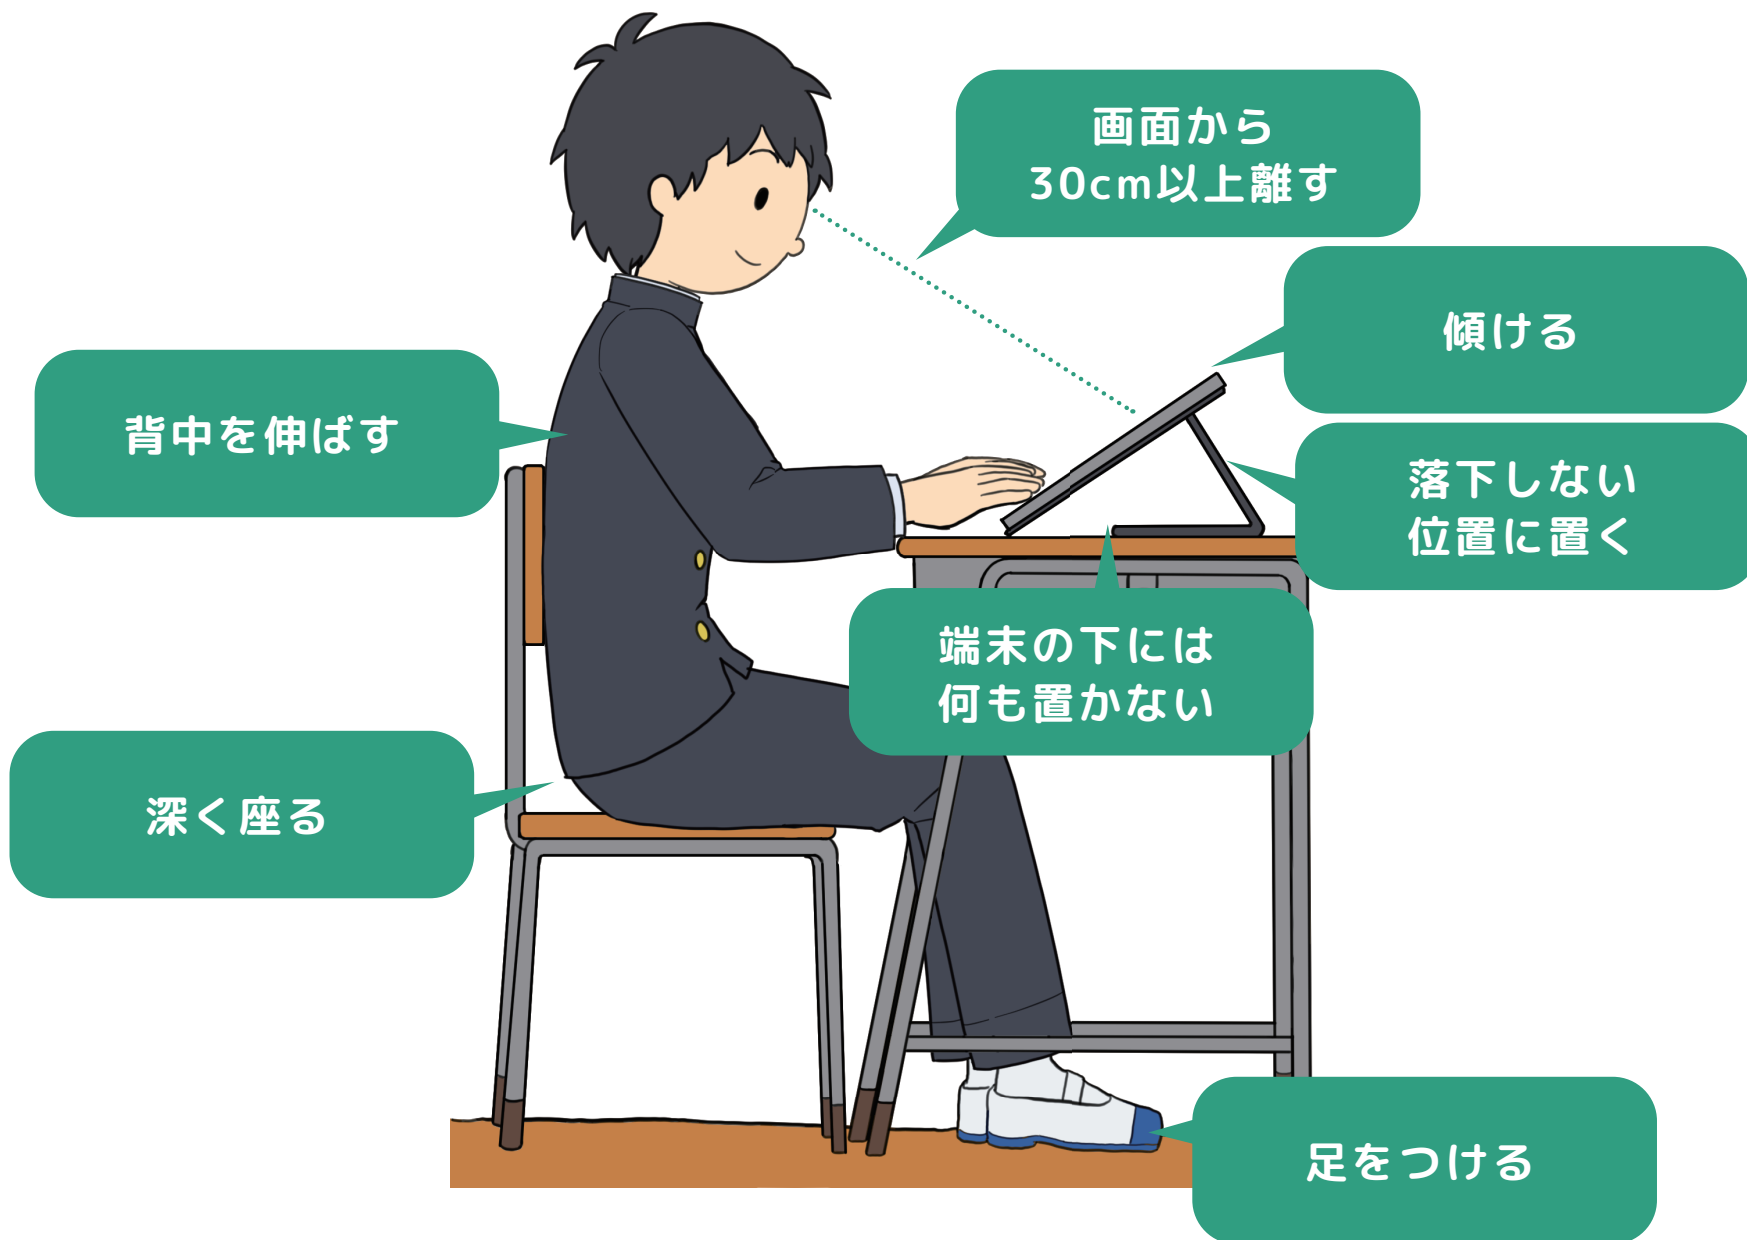 画面から
30cm以上離す
傾ける
背中を伸ばす
落下しない
位置に置く
端末の下には
何も置かない
深く座る
足をつける